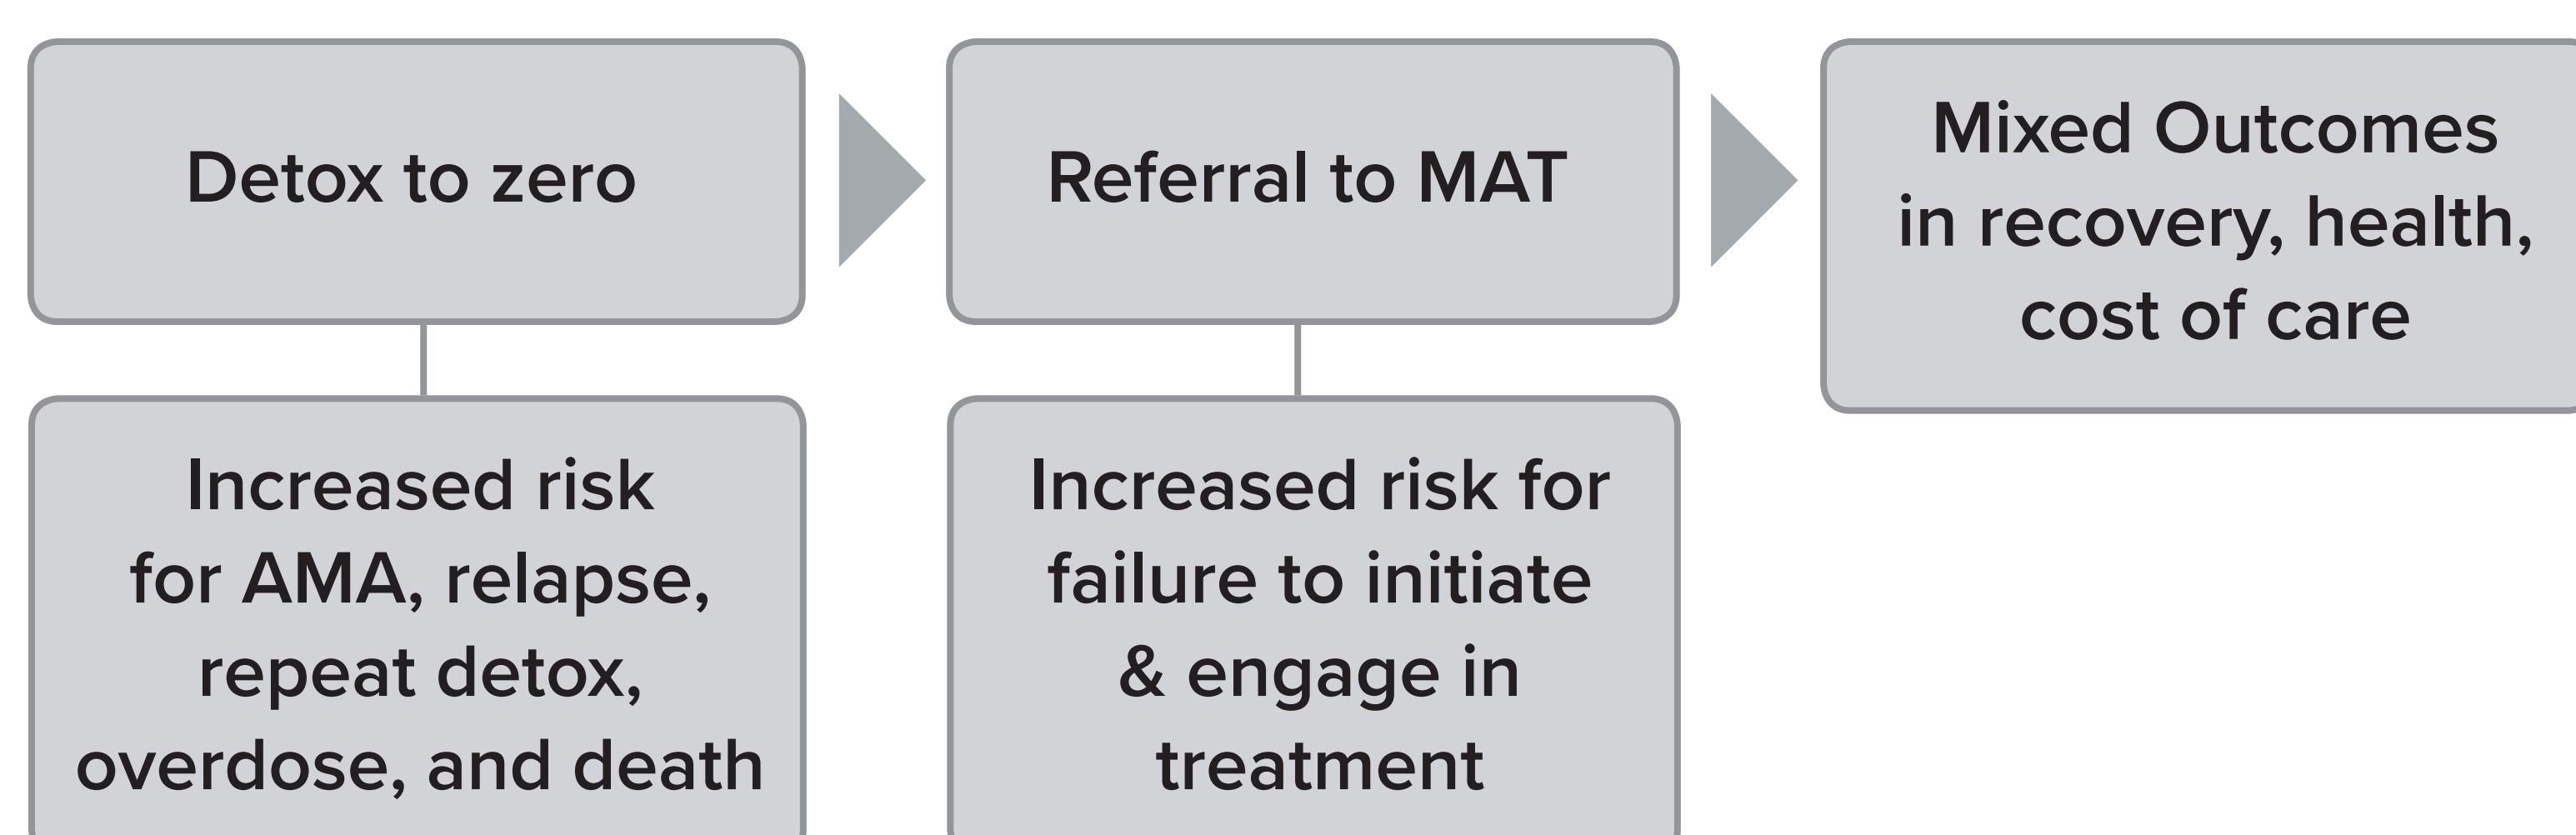 Detox to zero
Referral to MAT
Mixed Outcomes
in recovery, health,
cost of care
Increased risk
for AMA, relapse,
repeat detox,
overdose, and death
Increased risk for
failure to initiate
& engage in
treatment